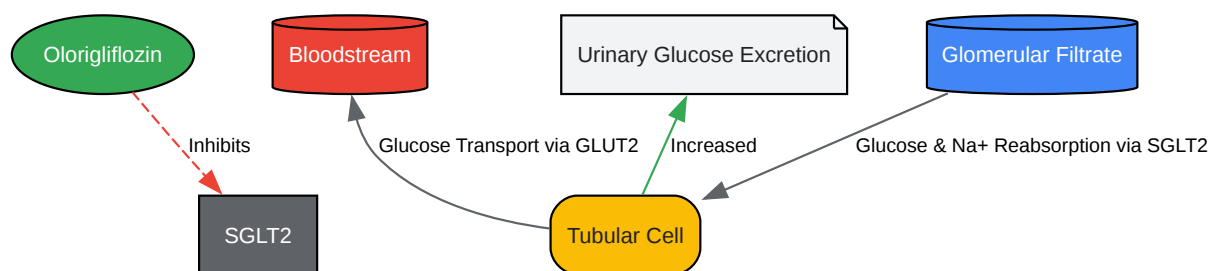 Olorigliflozin
Bloodstream
Urinary Glucose Excretion
Glomerular Filtrate
Inhibits
Glucose Transport via GLUT2
Increased
Glucose & Na+ Reabsorption via SGLT2
SGLT2
Tubular Cell